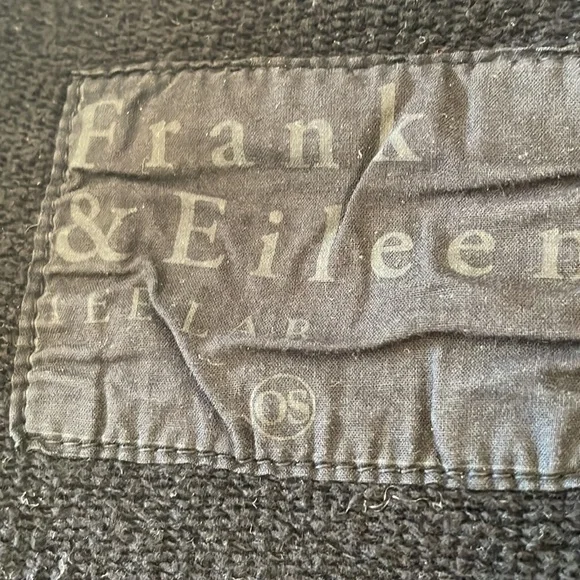 Frank
& Eileen
TEE LAB
OS